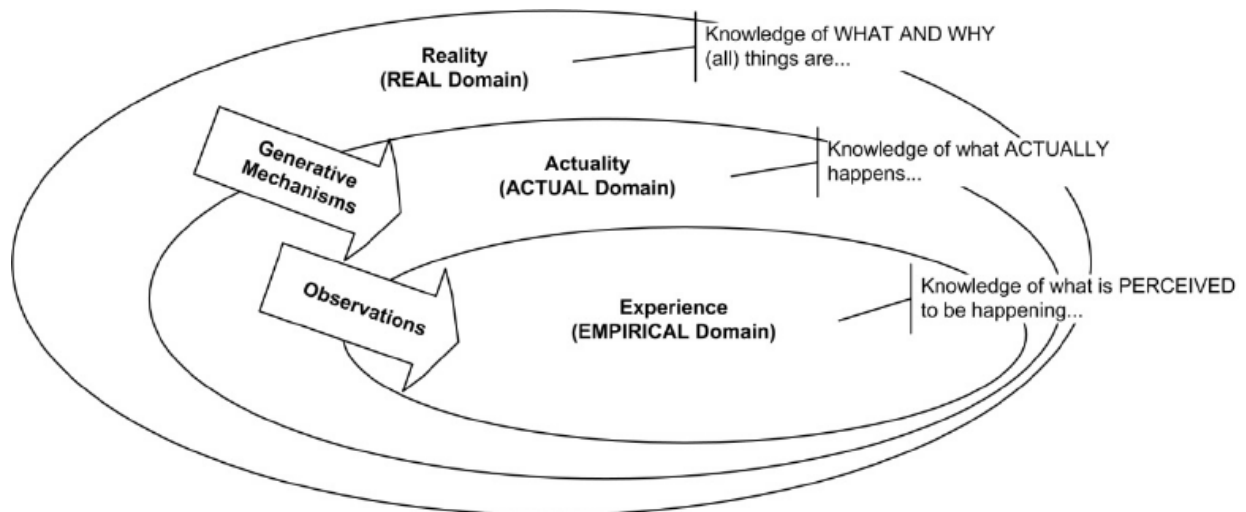 Reality
(REAL Domain)
Knowledge of WHAT AND WHY
(all) things are...
Generative
Mechanisms
Actuality
(ACTUAL Domain)
Knowledge of what ACTUALLY
happens...
Observations
Experience
(EMPIRICAL Domain)
Knowledge of what is PERCEIVED
to be happening...